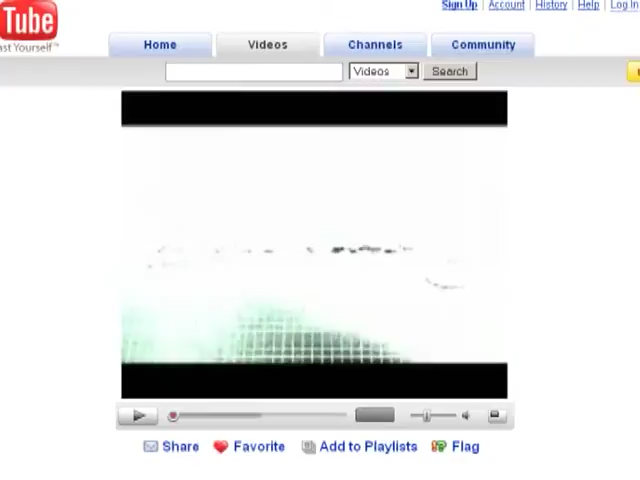 Sign Up | Account | History | Help | Log In
Tube
ast Yourself™
Home Videos Channels Community
Videos Search
Share Favorite Add to Playlists Flag